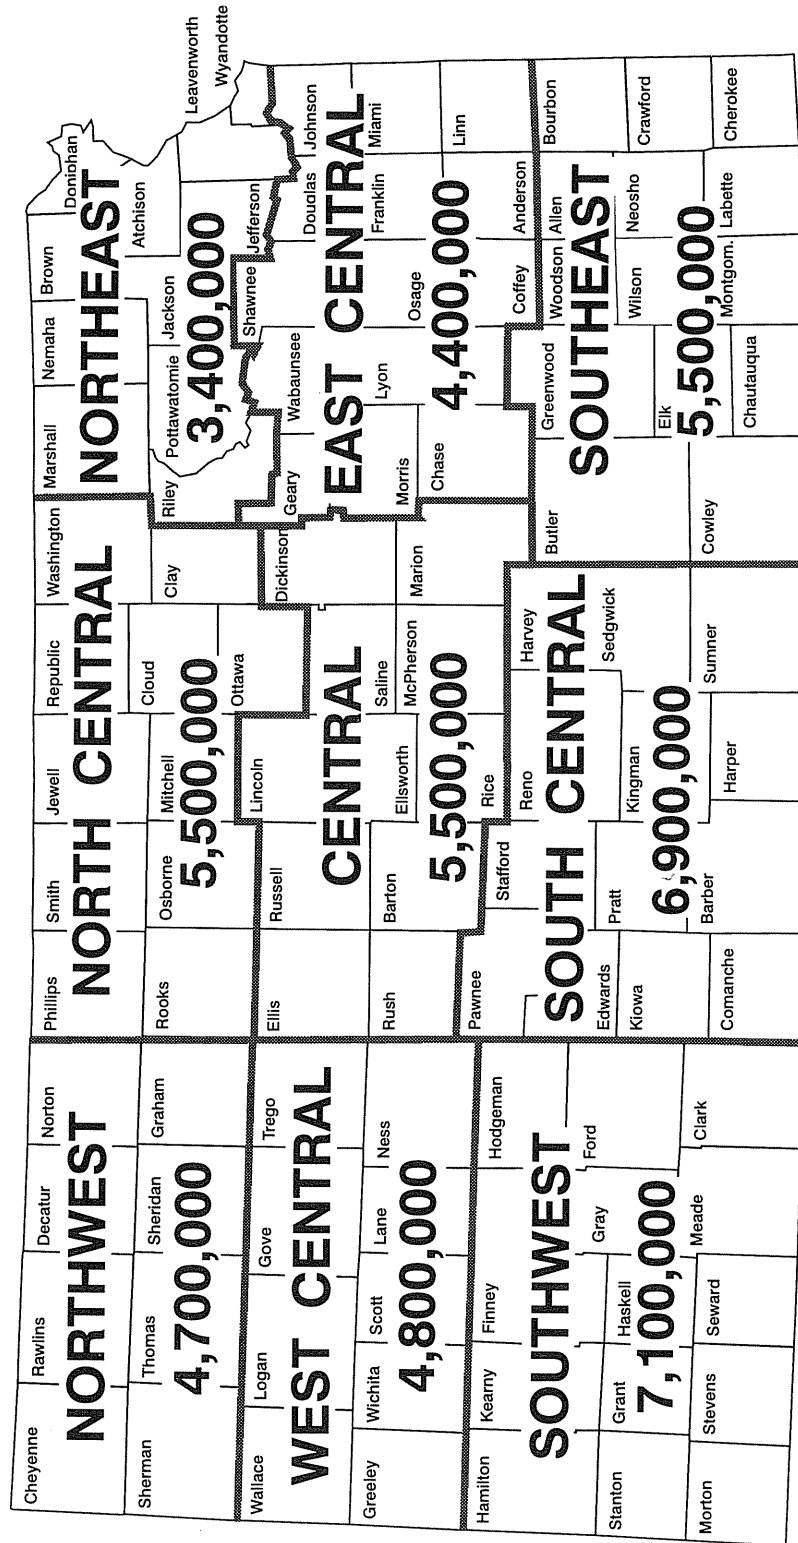 Cheyenne
Rawlins
Decatur
Norton
NORTHWEST
Sherman
Thomas
Sheridan
Graham
4,700,000
Phillips
Smith
Jewell
Republic
Washington
NORTH CENTRAL
Rooks
Osborne
Mitchell
Cloud
Clay
5,500,000
Ottawa
Marshall
Nemaha
Brown
Doniohan
NORTHEAST
Atchison
Riley
Pottawatomie
Jackson
3,400,000
Jefferson
Leavenworth
Wyandotte
Wallace
Logan
Gove
Trego
WEST CENTRAL
Greeley
Wichita
Scott
Lane
Ness
4,800,000
Ellis
Russell
Lincoln
Dickinson
CENTRAL
Saline
Rush
Barton
Ellsworth
McPherson
Marion
5,500,000
Rice
Geary
Wabaunsee
Shawnee
Douglas
Johnson
EAST CENTRAL
Morris
Lyon
Osage
Franklin
Miami
Chase
4,400,000
Coffey
Anderson
Linn
Hamilton
Kearny
Finney
Hodgeman
SOUTHWEST
Stanton
Grant
Haskell
Gray
Ford
7,100,000
Morton
Stevens
Seward
Meade
Clark
Pawnee
Stafford
Reno
Harvey
SOUTH CENTRAL
Edwards
Sedgwick
Kiowa
Pratt
Kingman
6,900,000
Comanche
Barber
Harper
Sumner
Butler
Greenwood
Woodson
Allen
Bourbon
SOUTHEAST
Elk
Wilson
Neosho
Crawford
5,500,000
Cowley
Chautauqua
Montgom.
Labette
Cherokee